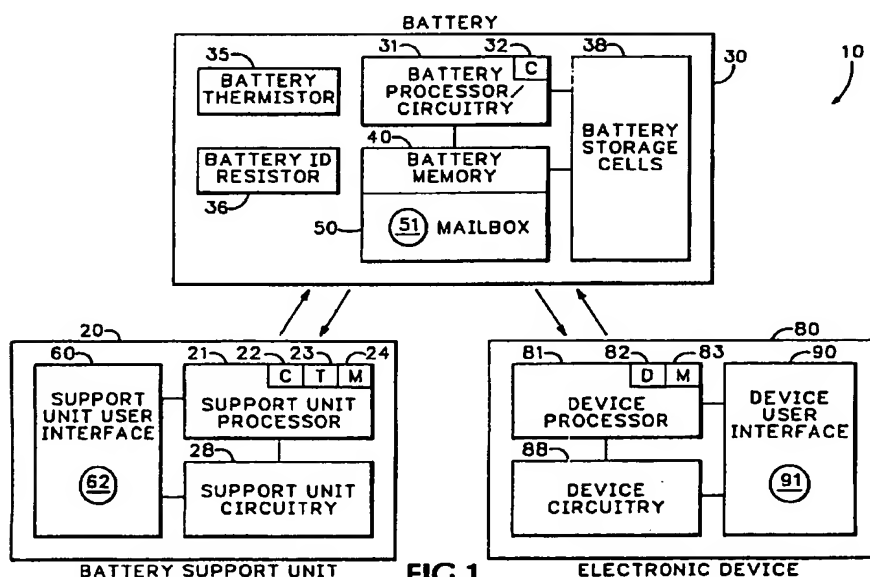 BATTERY
35
31
32
38
10
30
BATTERY THERMISTOR
C
BATTERY PROCESSOR/ CIRCUITRY
BATTERY STORAGE CELLS
40
BATTERY ID RESISTOR
36
BATTERY MEMORY
50
51 MAILBOX
20
60
21
22
23
24
C T M
SUPPORT UNIT USER INTERFACE
SUPPORT UNIT PROCESSOR
28
62
SUPPORT UNIT CIRCUITRY
BATTERY SUPPORT UNIT
80
81
82
83
90
D M
DEVICE PROCESSOR
DEVICE USER INTERFACE
88
DEVICE CIRCUITRY
91
ELECTRONIC DEVICE
FIG.1